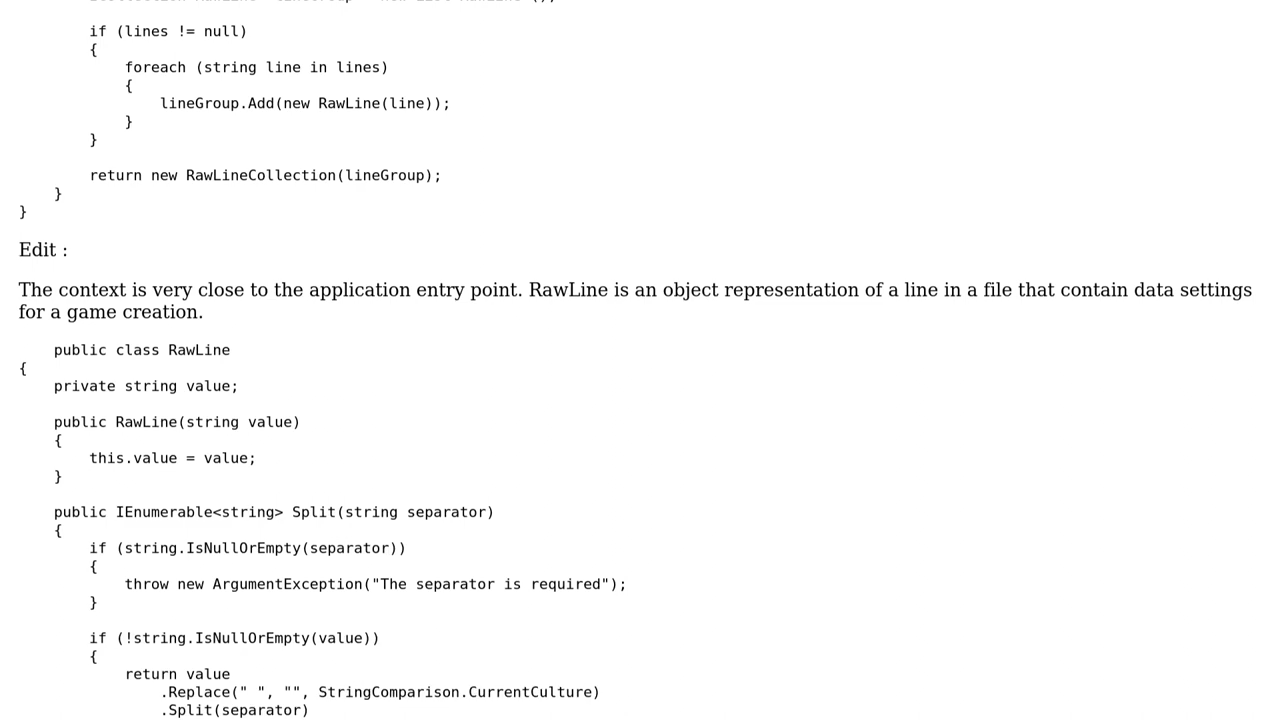 if (lines != null)
{
foreach (string line in lines)
{
lineGroup.Add(new RawLine(line));
}
}
return new RawLineCollection(lineGroup);
}
}
Edit :
The context is very close to the application entry point. RawLine is an object representation of a line in a file that contain data settings
for a game creation.
public class RawLine
{
private string value;
public RawLine(string value)
{
this.value = value;
}
public IEnumerable<string> Split(string separator)
{
if (string.IsNullOrEmpty(separator))
{
throw new ArgumentException("The separator is required");
}
if (!string.IsNullOrEmpty(value))
{
return value
.Replace(" ", "", StringComparison.CurrentCulture)
.Split(separator)